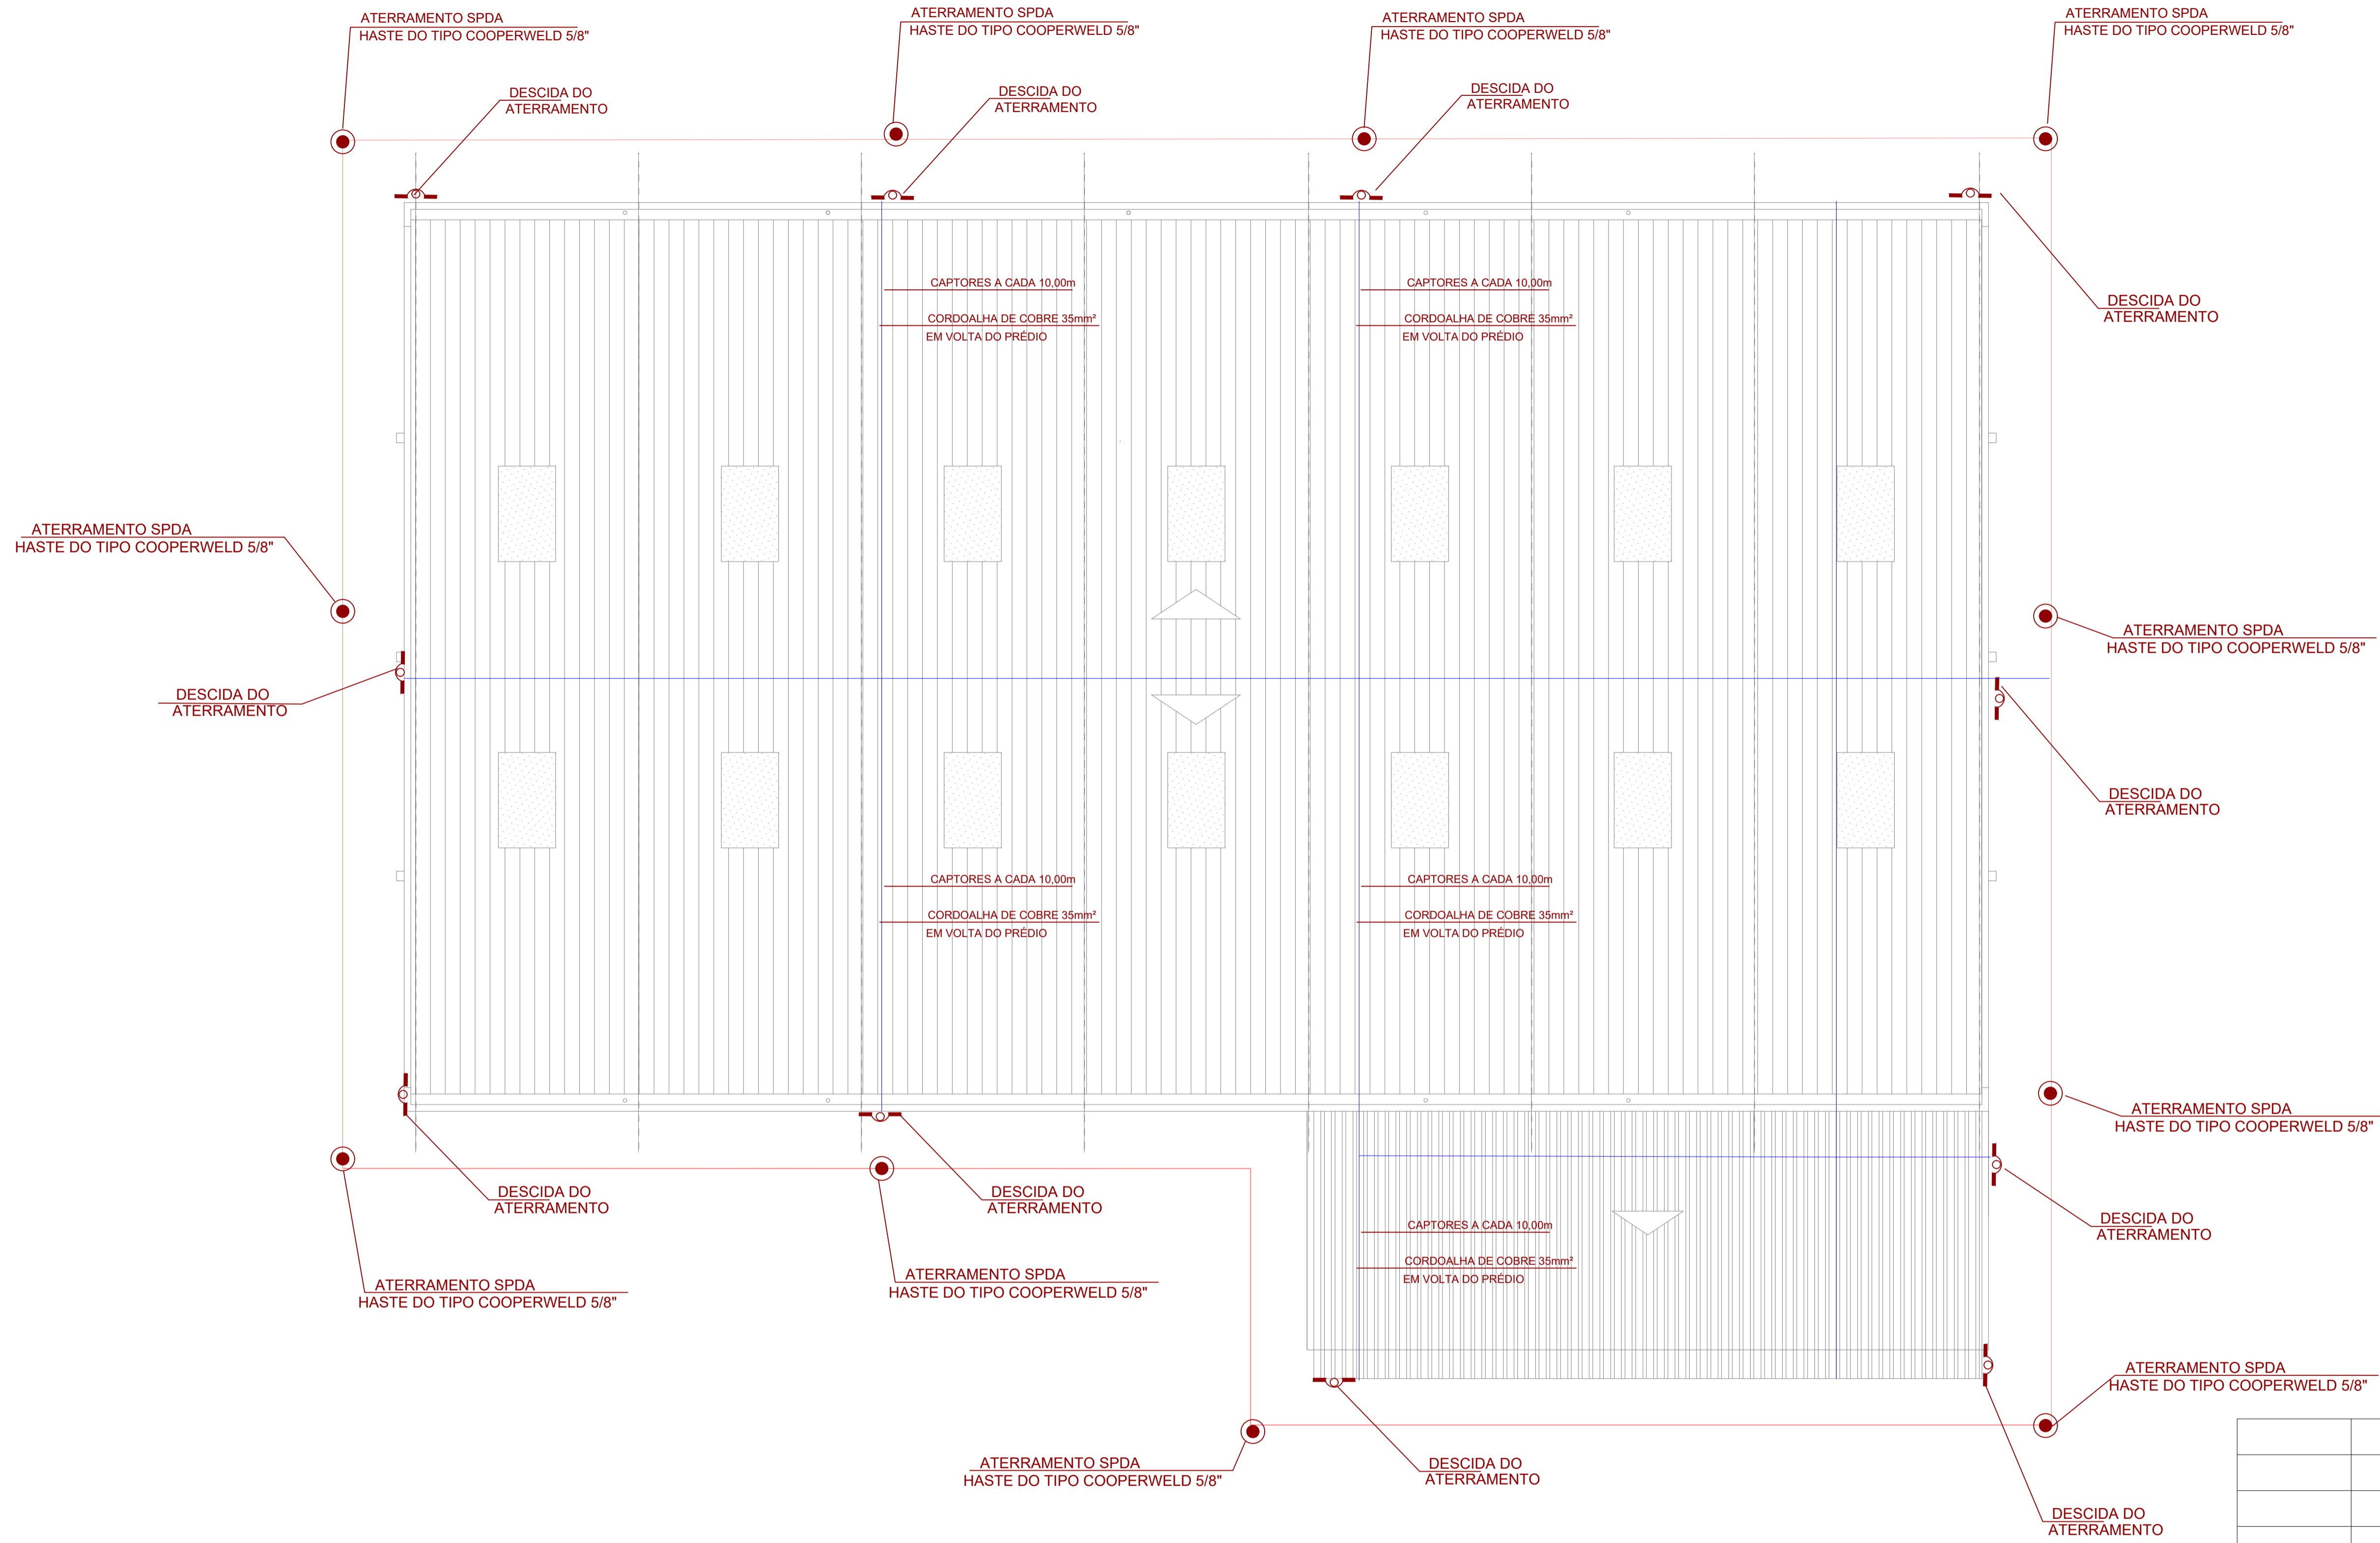 ATERRAMENTO SPDA
HASTE DO TIPO COOPERWELD 5/8"
ATERRAMENTO SPDA
HASTE DO TIPO COOPERWELD 5/8"
ATERRAMENTO SPDA
HASTE DO TIPO COOPERWELD 5/8"
ATERRAMENTO SPDA
HASTE DO TIPO COOPERWELD 5/8"
DESCIDA DO
ATERRAMENTO
DESCIDA DO
ATERRAMENTO
DESCIDA DO
ATERRAMENTO
CAPTORES A CADA 10,00m
CORDOALHA DE COBRE 35mm²
EM VOLTA DO PRÉDIO
CAPTORES A CADA 10,00m
CORDOALHA DE COBRE 35mm²
EM VOLTA DO PRÉDIO
DESCIDA DO
ATERRAMENTO
ATERRAMENTO SPDA
HASTE DO TIPO COOPERWELD 5/8"
ATERRAMENTO SPDA
HASTE DO TIPO COOPERWELD 5/8"
DESCIDA DO
ATERRAMENTO
DESCIDA DO
ATERRAMENTO
CAPTORES A CADA 10,00m
CORDOALHA DE COBRE 35mm²
EM VOLTA DO PRÉDIO
CAPTORES A CADA 10,00m
CORDOALHA DE COBRE 35mm²
EM VOLTA DO PRÉDIO
ATERRAMENTO SPDA
HASTE DO TIPO COOPERWELD 5/8"
DESCIDA DO
ATERRAMENTO
DESCIDA DO
ATERRAMENTO
CAPTORES A CADA 10,00m
CORDOALHA DE COBRE 35mm²
EM VOLTA DO PRÉDIO
DESCIDA DO
ATERRAMENTO
ATERRAMENTO SPDA
HASTE DO TIPO COOPERWELD 5/8"
ATERRAMENTO SPDA
HASTE DO TIPO COOPERWELD 5/8"
ATERRAMENTO SPDA
HASTE DO TIPO COOPERWELD 5/8"
ATERRAMENTO SPDA
HASTE DO TIPO COOPERWELD 5/8"
DESCIDA DO
ATERRAMENTO
DESCIDA DO
ATERRAMENTO